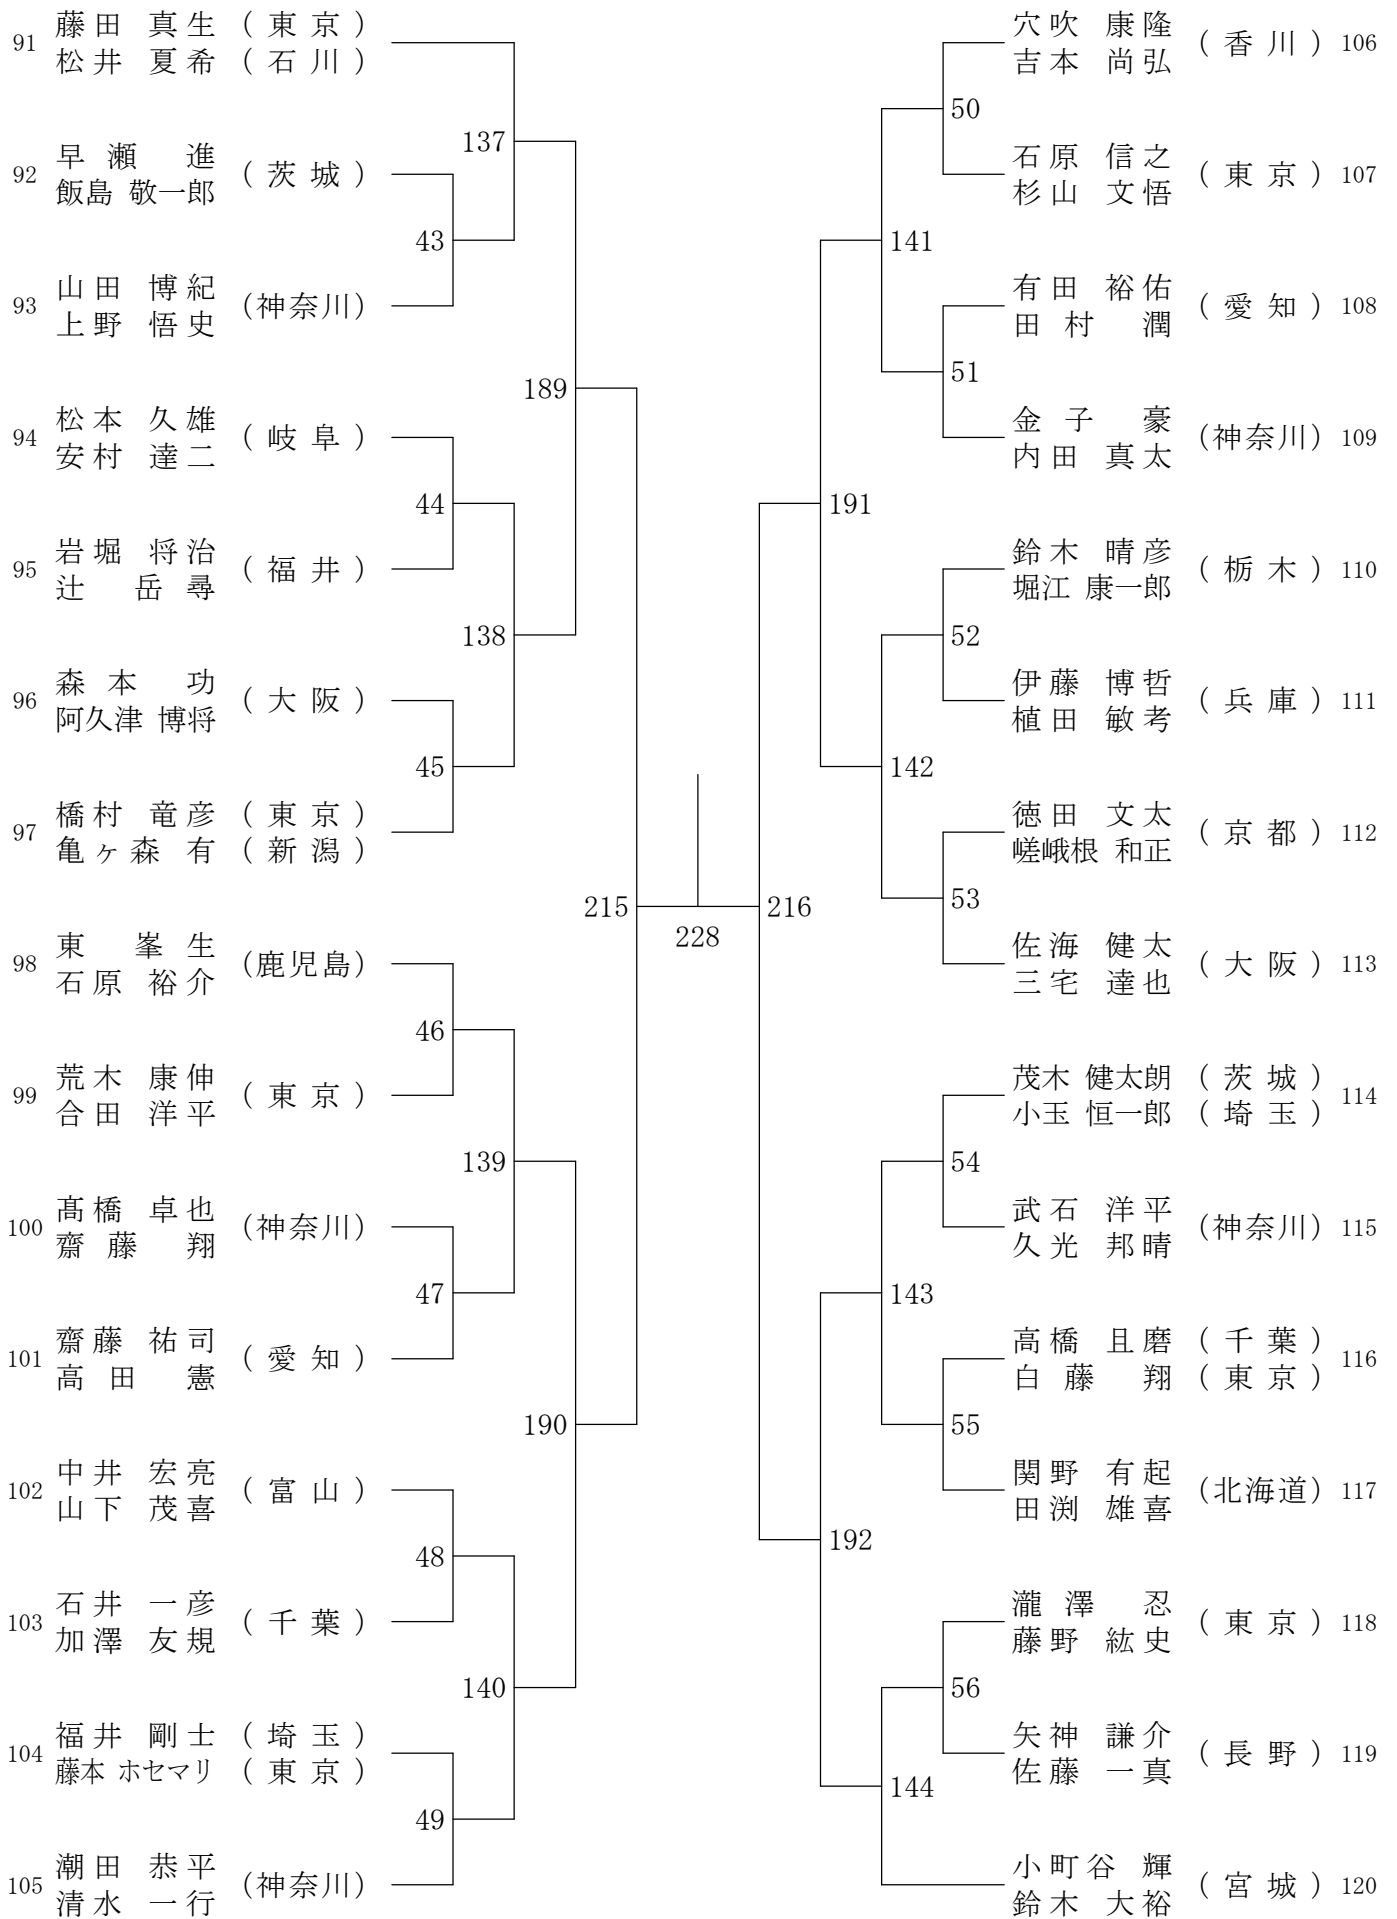 91 藤田 真生 (東京)
松井 夏希 (石川)
137
92 早瀬 進 (茨城)
飯島 敬一郎
43
93 山田 博紀 (神奈川)
上野 悟史
189
94 松本 久雄 (岐阜)
安村 達二
44
95 岩堀 将治 (福井)
辻 岳尋
138
96 森本 功 (大阪)
阿久津 博将
45
97 橋村 竜彦 (東京)
亀ヶ森 有 (新潟)
215
98 東 峯生 (鹿児島)
石原 裕介
46
99 荒木 康伸 (東京)
合田 洋平
139
100 髙橋 卓也 (神奈川)
齋藤 翔
47
101 齋藤 祐司 (愛知)
高田 憲
190
102 中井 宏亮 (富山)
山下 茂喜
48
103 石井 一彦 (千葉)
加澤 友規
140
104 福井 剛士 (埼玉)
藤本 ホセマリ (東京)
49
105 潮田 恭平 (神奈川)
清水 一行
228
穴吹 康隆 (香川) 106
吉本 尚弘
50
石原 信之 (東京) 107
杉山 文悟
141
有田 裕佑 (愛知) 108
田村 潤
51
金子 豪 (神奈川) 109
内田 真太
191
鈴木 晴彦 (栃木) 110
堀江 康一郎
52
伊藤 博哲 (兵庫) 111
植田 敏考
142
徳田 文太 (京都) 112
嵯峨根 和正
53
216
佐海 健太 (大阪) 113
三宅 達也
茂木 健太朗 (茨城) 114
小玉 恒一郎 (埼玉)
54
武石 洋平 (神奈川) 115
久光 邦晴
143
高橋 且磨 (千葉) 116
白藤 翔 (東京)
55
関野 有起 (北海道) 117
田渕 雄喜
192
瀧澤 忍 (東京) 118
藤野 紘史
56
矢神 謙介 (長野) 119
佐藤 一真
144
小町谷 輝 (宮城) 120
鈴木 大裕